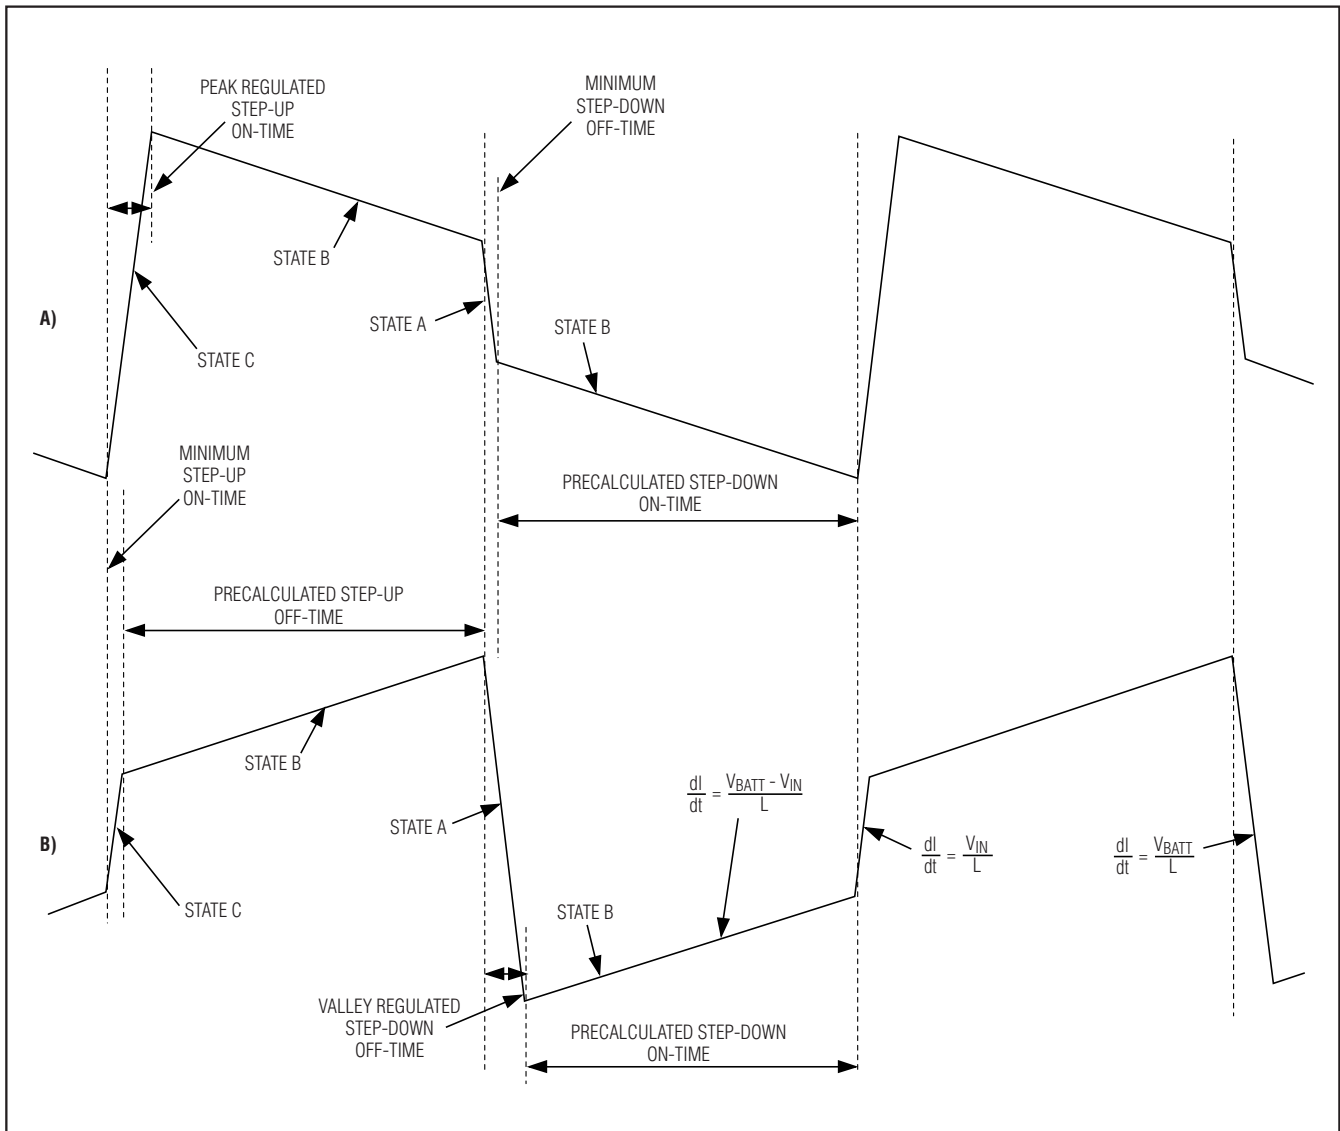 PEAK REGULATED
STEP-UP
ON-TIME
MINIMUM
STEP-DOWN
OFF-TIME
STATE B
STATE A
STATE B
A)
STATE C
MINIMUM
STEP-UP
ON-TIME
PRECALCULATED STEP-DOWN
ON-TIME
PRECALCULATED STEP-UP
OFF-TIME
STATE B
STATE A
dI/dt = VBATT - VIN/L
B)
dI/dt = VIN/L
dI/dt = VBATT/L
STATE C
STATE B
VALLEY REGULATED
STEP-DOWN
OFF-TIME
PRECALCULATED STEP-DOWN
ON-TIME